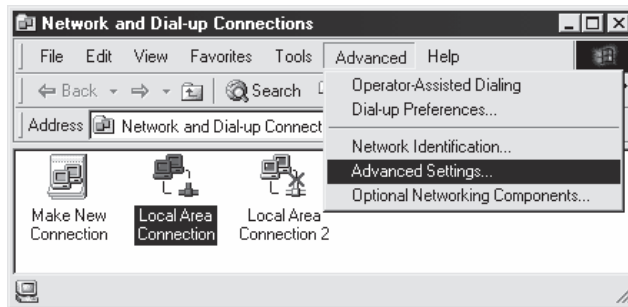 Network and Dial-up Connections
File Edit View Favorites Tools Advanced Help
Back Search
Address Network and Dial-up Connect
Operator-Assisted Dialing
Dial-up Preferences...
Network Identification...
Advanced Settings...
Optional Networking Components...
Make New Connection
Local Area Connection
Local Area Connection 2